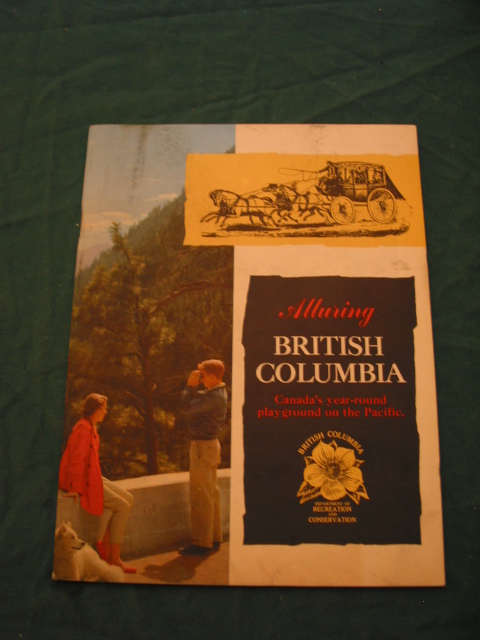 Alluring
BRITISH
COLUMBIA
Canada's year-round
playground on the Pacific.
BRITISH COLUMBIA
DEPARTMENT OF
RECREATION
AND
CONSERVATION